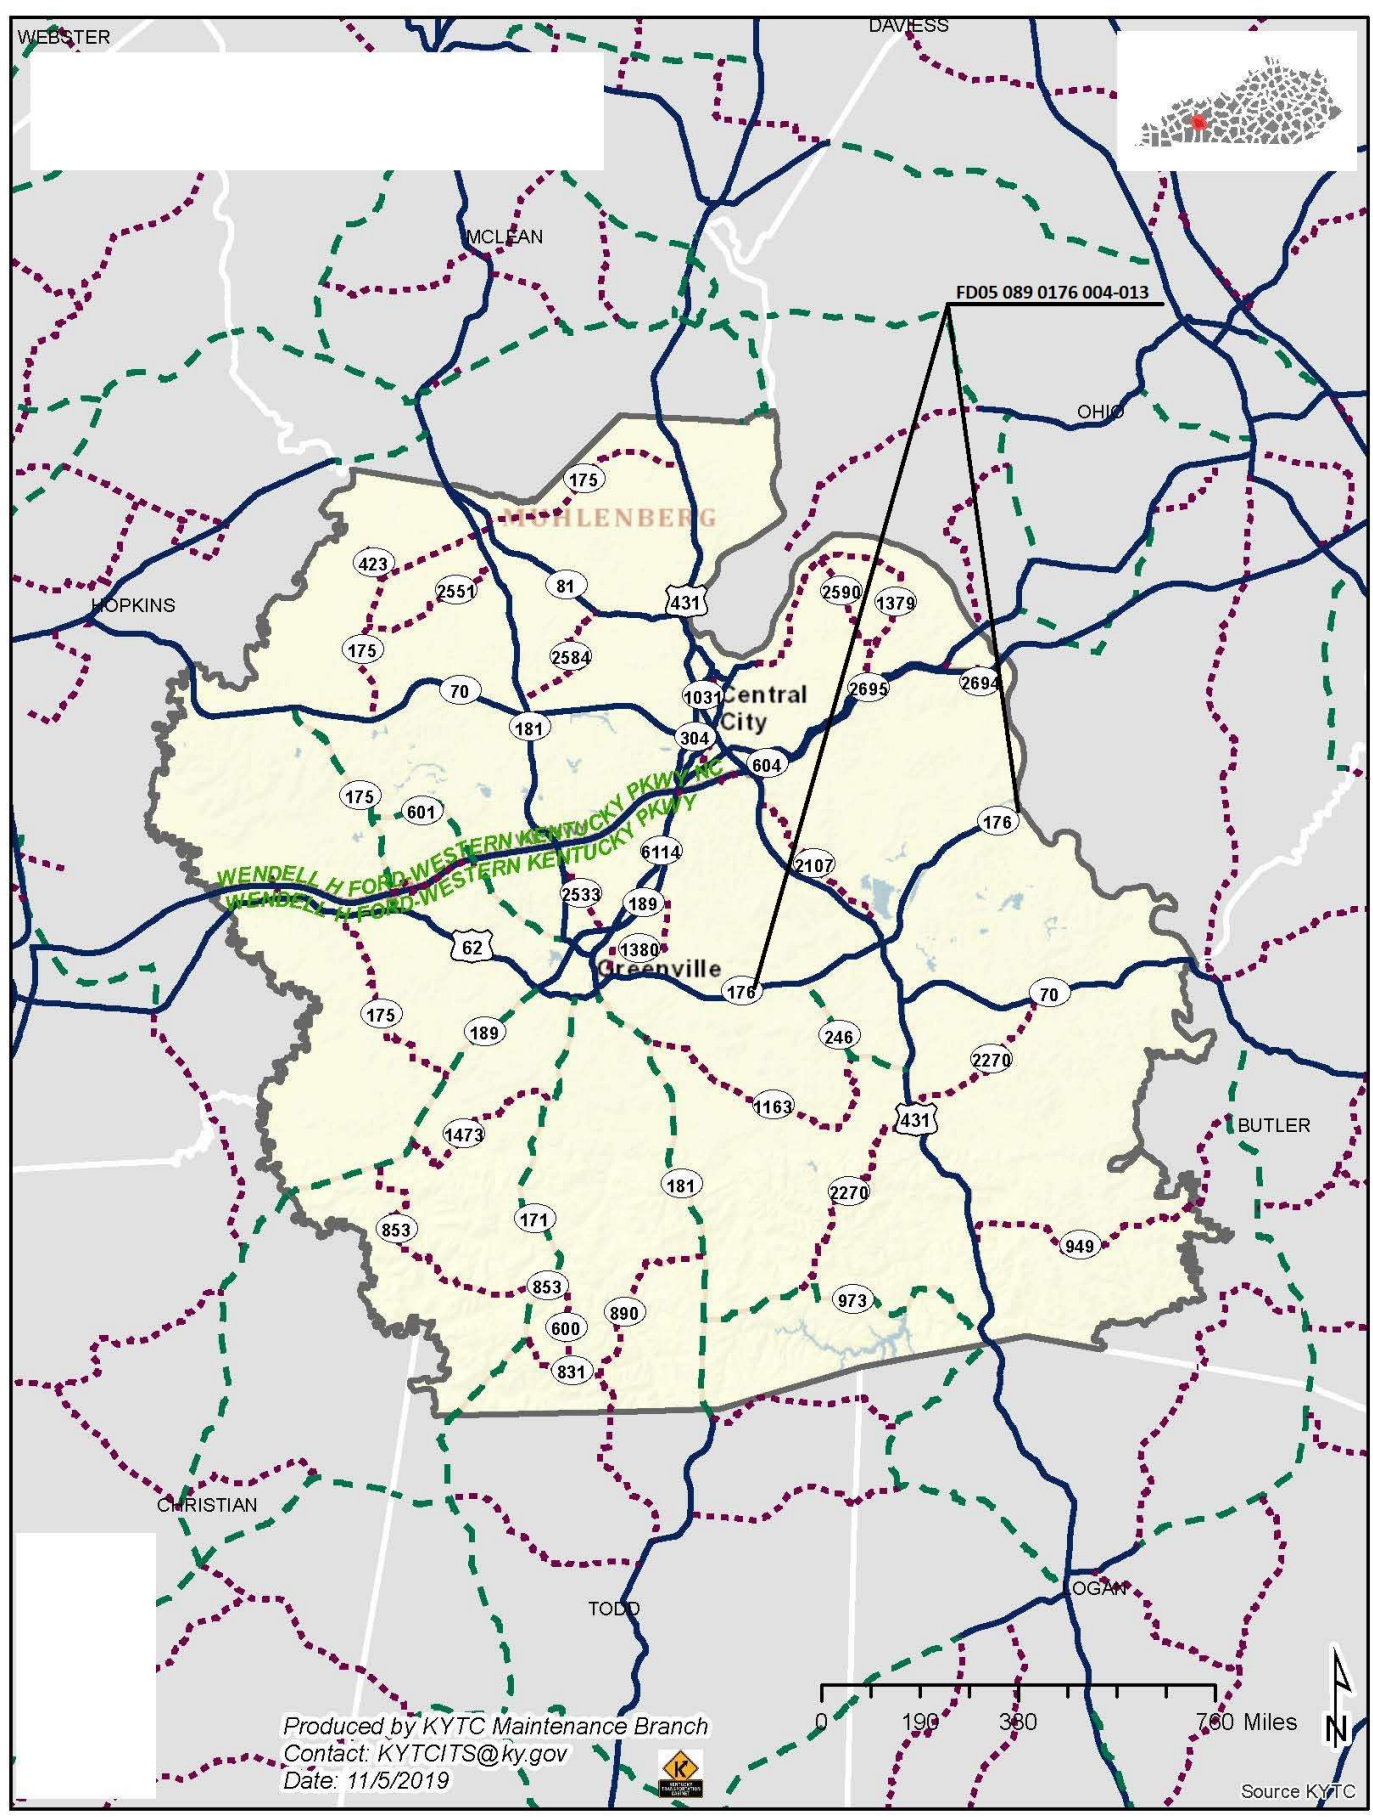 WEBSTER
DAVIESS
MCLEAN
FD05 089 0176 004-013
OHIO
175
MUHLENBERG
423
2551
81
431
2590
1379
HOPKINS
175
2584
70
1031
Central
City
2695
2694
181
304
604
175
601
176
WENDELL H FORD-WESTERN KENTUCKY PKWY NC
WENDELL H FORD-WESTERN KENTUCKY PKWY
6114
2107
2533
189
62
1380
Greenville
176
70
175
189
246
2270
1163
431
BUTLER
1473
181
2270
853
171
949
853
973
890
600
831
CHRISTIAN
TODD
LOGAN
0 190 380 760 Miles
N
Produced by KYTC Maintenance Branch
Contact: KYTCITS@ky.gov
Date: 11/5/2019
Source KYTC